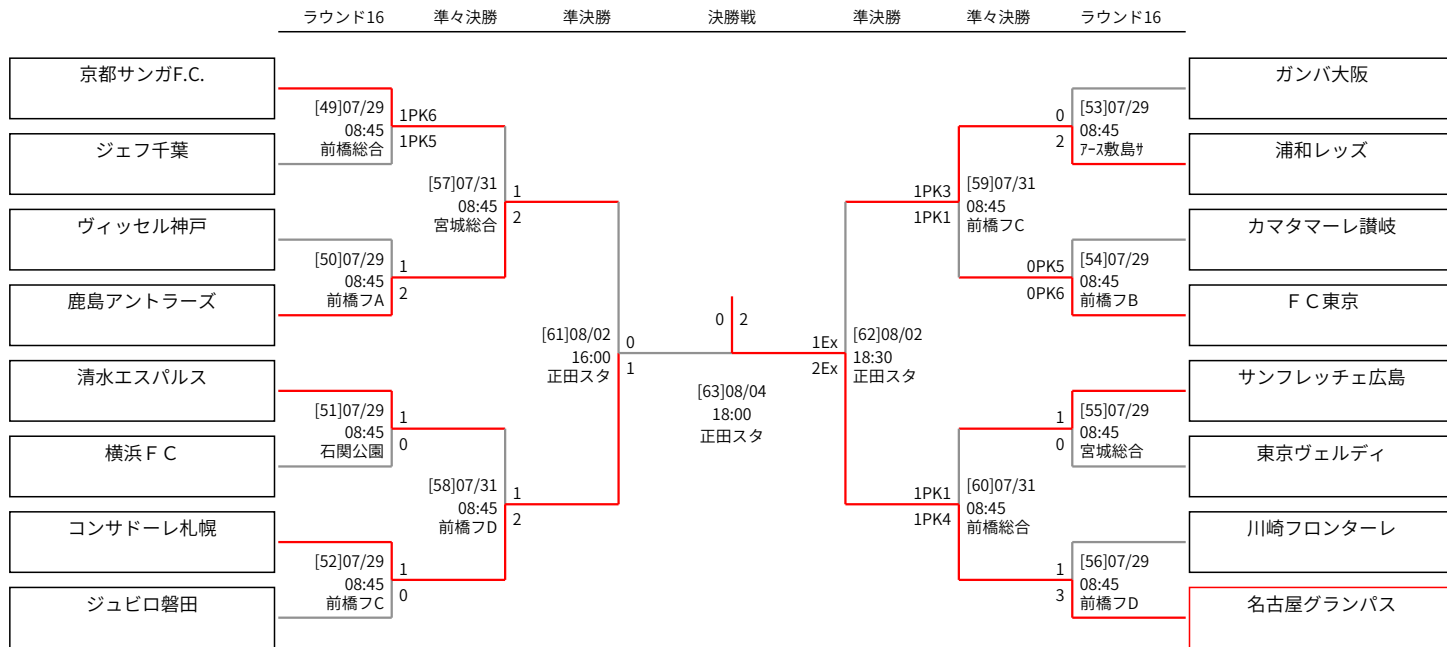 ラウンド16 準々決勝 準決勝 決勝戦 準決勝 準々決勝 ラウンド16
京都サンガF.C.
ジェフ千葉
[49]07/29
08:45
前橋総合
1PK6
1PK5
ヴィッセル神戸
鹿島アントラーズ
[50]07/29
08:45
前橋フA
1
2
[57]07/31
08:45
宮城総合
1
2
清水エスパルス
横浜ＦＣ
[51]07/29
08:45
石関公園
1
0
コンサドーレ札幌
ジュビロ磐田
[52]07/29
08:45
前橋フC
1
0
[58]07/31
08:45
前橋フD
1
2
[61]08/02
16:00
正田スタ
0
1
0 2
[63]08/04
18:00
正田スタ
1Ex
2Ex
[62]08/02
18:30
正田スタ
1PK3
1PK1
[59]07/31
08:45
前橋フC
0
2
[53]07/29
08:45
ｱｰｽ敷島ｻ
ガンバ大阪
浦和レッズ
0PK5
0PK6
[54]07/29
08:45
前橋フB
カマタマーレ讃岐
ＦＣ東京
1PK1
1PK4
[60]07/31
08:45
前橋総合
1
0
[55]07/29
08:45
宮城総合
サンフレッチェ広島
東京ヴェルディ
1
3
[56]07/29
08:45
前橋フD
川崎フロンターレ
名古屋グランパス